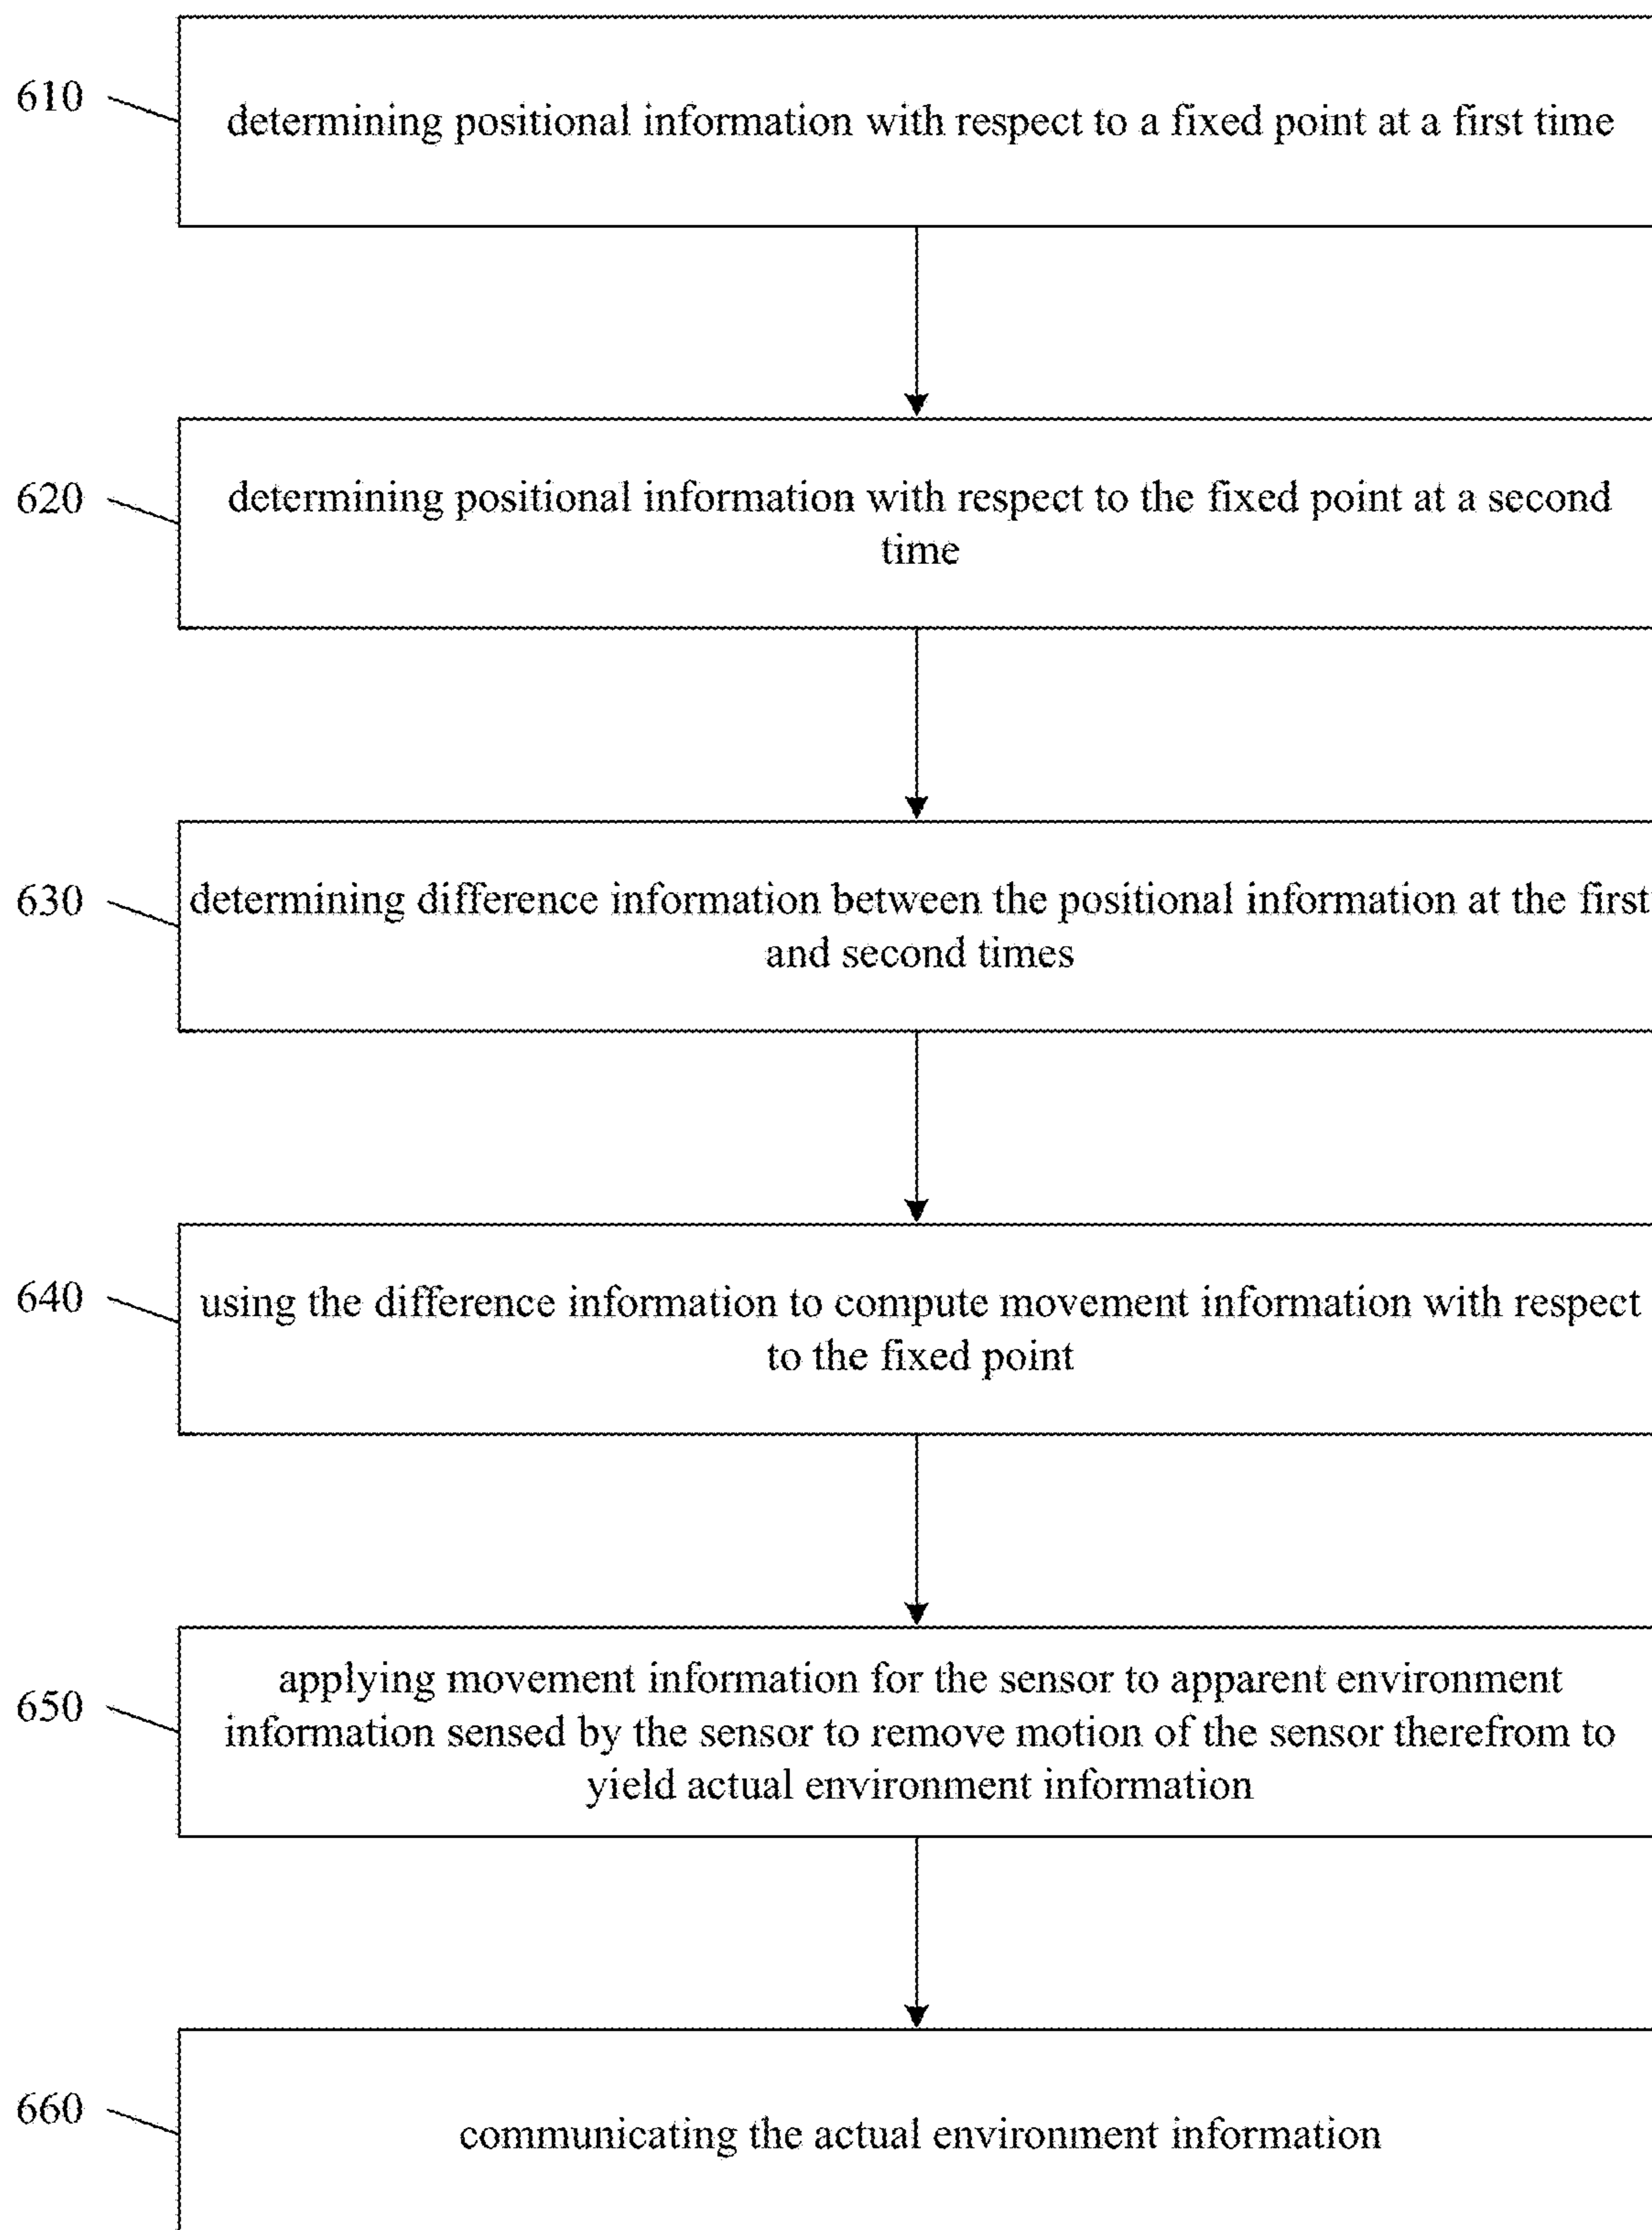 610
determining positional information with respect to a fixed point at a first time
620
determining positional information with respect to the fixed point at a second
time
630
determining difference information between the positional information at the first
and second times
640
using the difference information to compute movement information with respect
to the fixed point
650
applying movement information for the sensor to apparent environment
information sensed by the sensor to remove motion of the sensor therefrom to
yield actual environment information
660
communicating the actual environment information